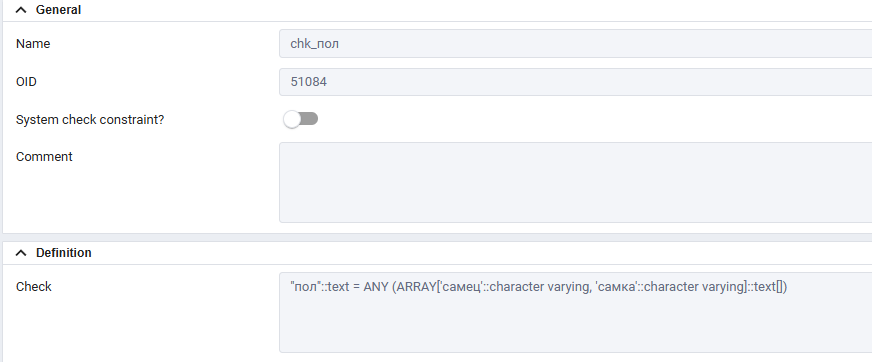 General
Name
chk_пол
OID
51084
System check constraint?
Comment
Definition
Check
"пол"::text = ANY (ARRAY['самец'::character varying, 'самка'::character varying]::text[])